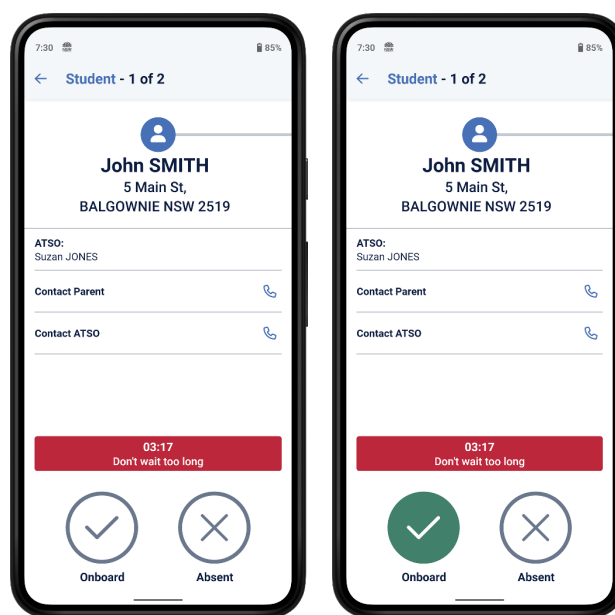 7:30
85%
Student - 1 of 2
John SMITH
5 Main St,
BALGOWNIE NSW 2519
ATSO:
Suzan JONES
Contact Parent
Contact ATSO
03:17
Don't wait too long
Onboard Absent
7:30
85%
Student - 1 of 2
John SMITH
5 Main St,
BALGOWNIE NSW 2519
ATSO:
Suzan JONES
Contact Parent
Contact ATSO
03:17
Don't wait too long
Onboard Absent